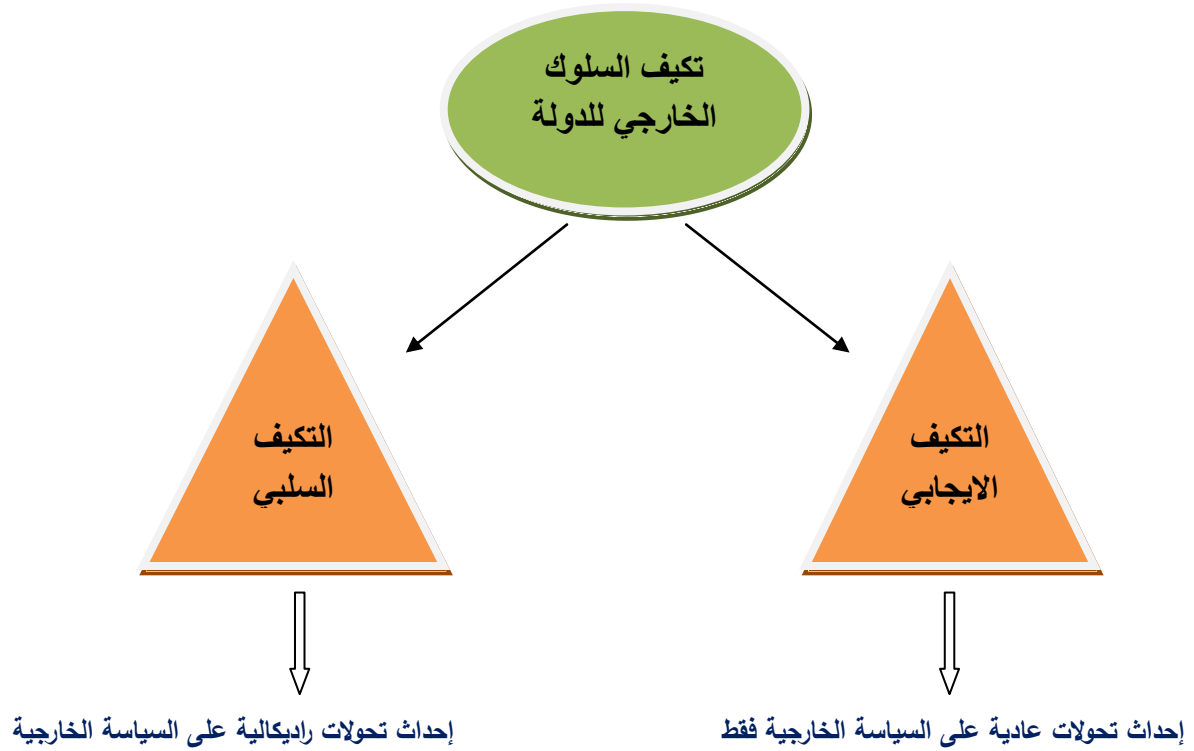 تكيف السلوك
الخارجي للدولة
التكيف
الايجابي
التكيف
السلبي
إحداث تحولات عادية على السياسة الخارجية فقط
إحداث تحولات راديكالية على السياسة الخارجية